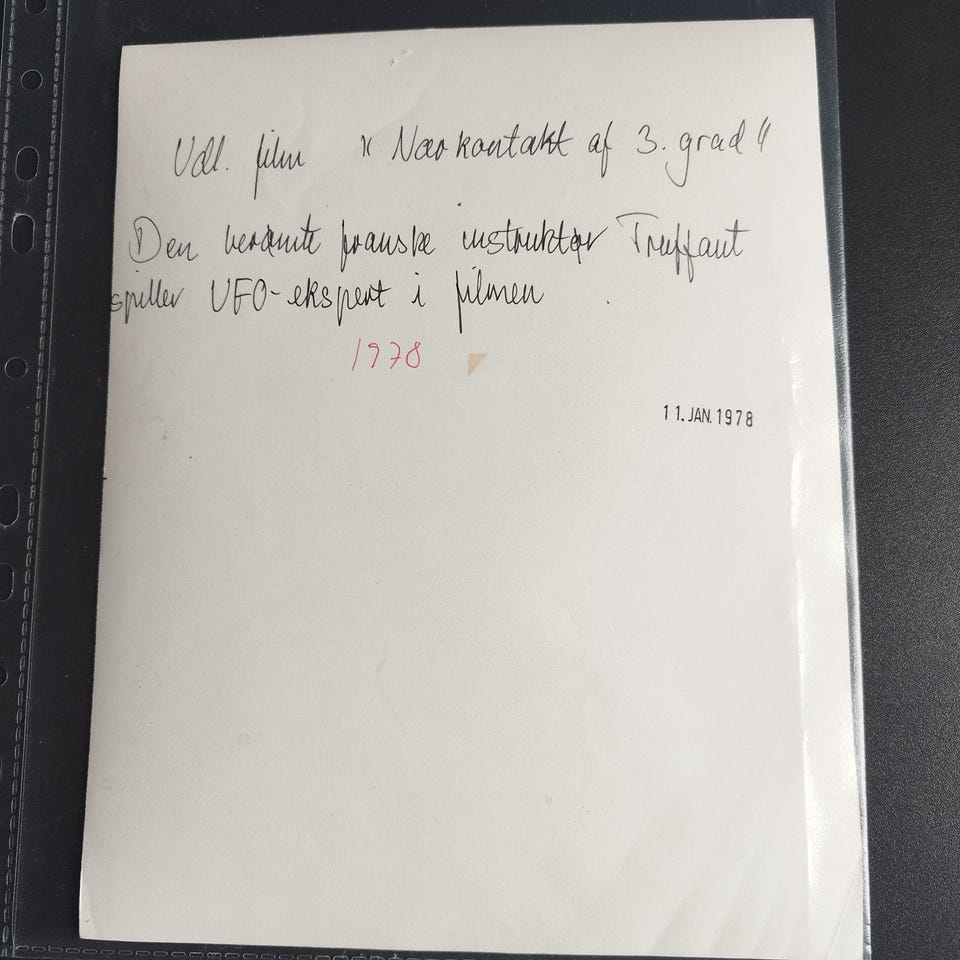 Udl. film "Nærkontakt af 3. grad"
Den berømte franske instruktør Truffaut
spiller UFO-ekspert i filmen.
1978
11.JAN.1978